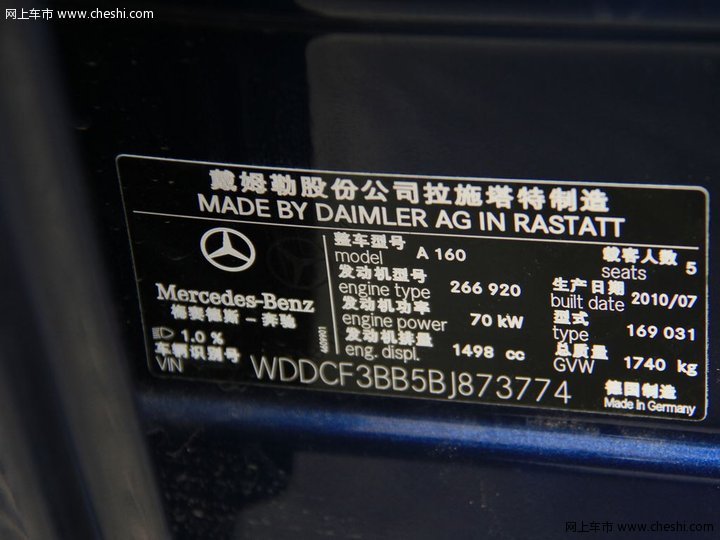 网上车市 www.cheshi.com
戴姆勒股份公司拉施塔特制造
MADE BY DAIMLER AG IN RASTATT
Mercedes-Benz
梅赛德斯-奔驰
1.0 %
整车型号
model A 160
载客人数
seats 5
发动机型号
engine type 266 920
生产日期
built date 2010/07
发动机功率
engine power 70 kW
型式
type 169 031
发动机排量
eng. displ. 1498 cc
总质量
GVW 1740 kg
车辆识别号
VIN WDDCF3BB5BJ873774
德国制造
Made in Germany
网上车市 www.cheshi.com